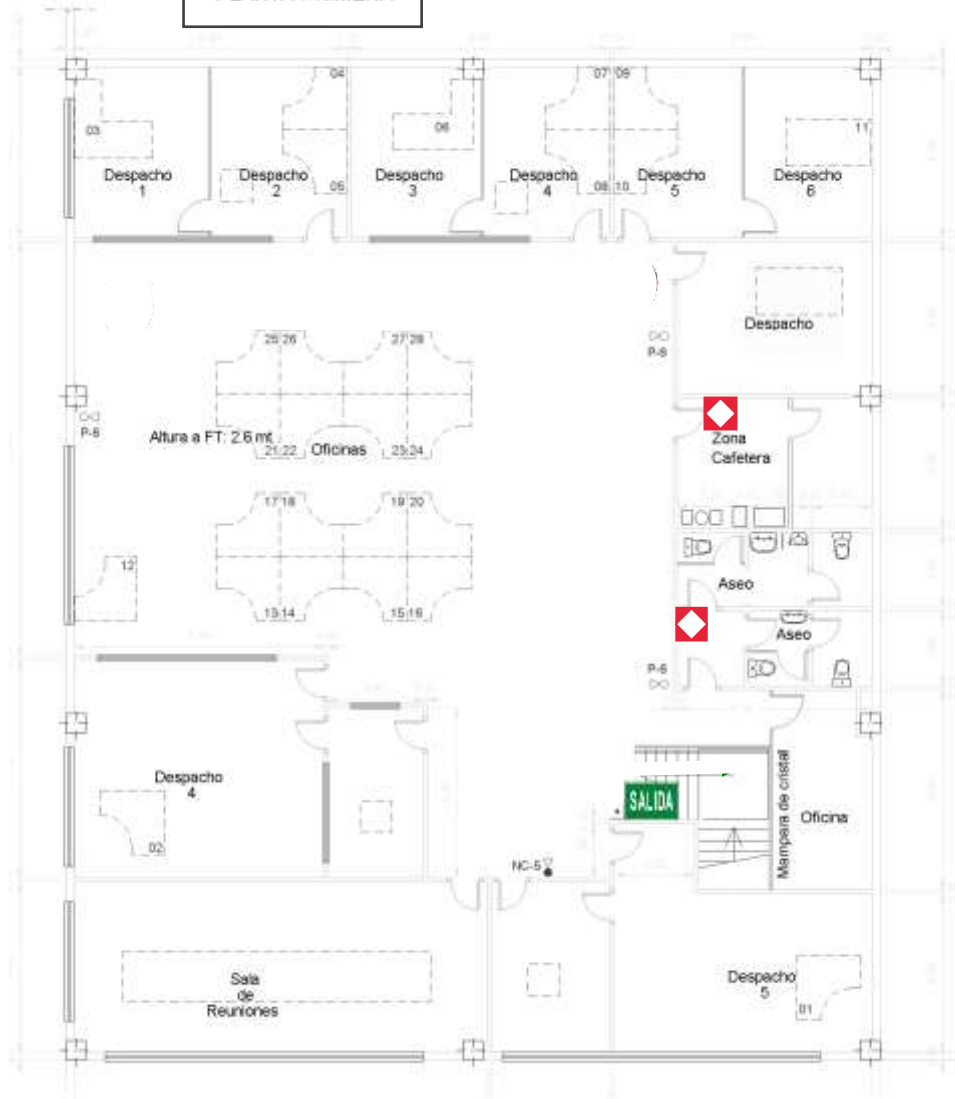 PLANTA PRIMERA
04
07 09
03
06
11
Despacho
1
Despacho
2
Despacho
3
Despacho
4
Despacho
5
Despacho
6
05
08 10
Despacho
25 26
27 28
P-6
P-6
Altura a FT: 2.6 mt.
Oficinas
21 22
23 24
Zona
Cafetera
17 18
19 20
12
Aseo
13 14
15 16
Aseo
P-6
Despacho
4
02
SALIDA
Mampara de cristal
Oficina
NC-5
Sala
de
Reuniones
Despacho
5
01